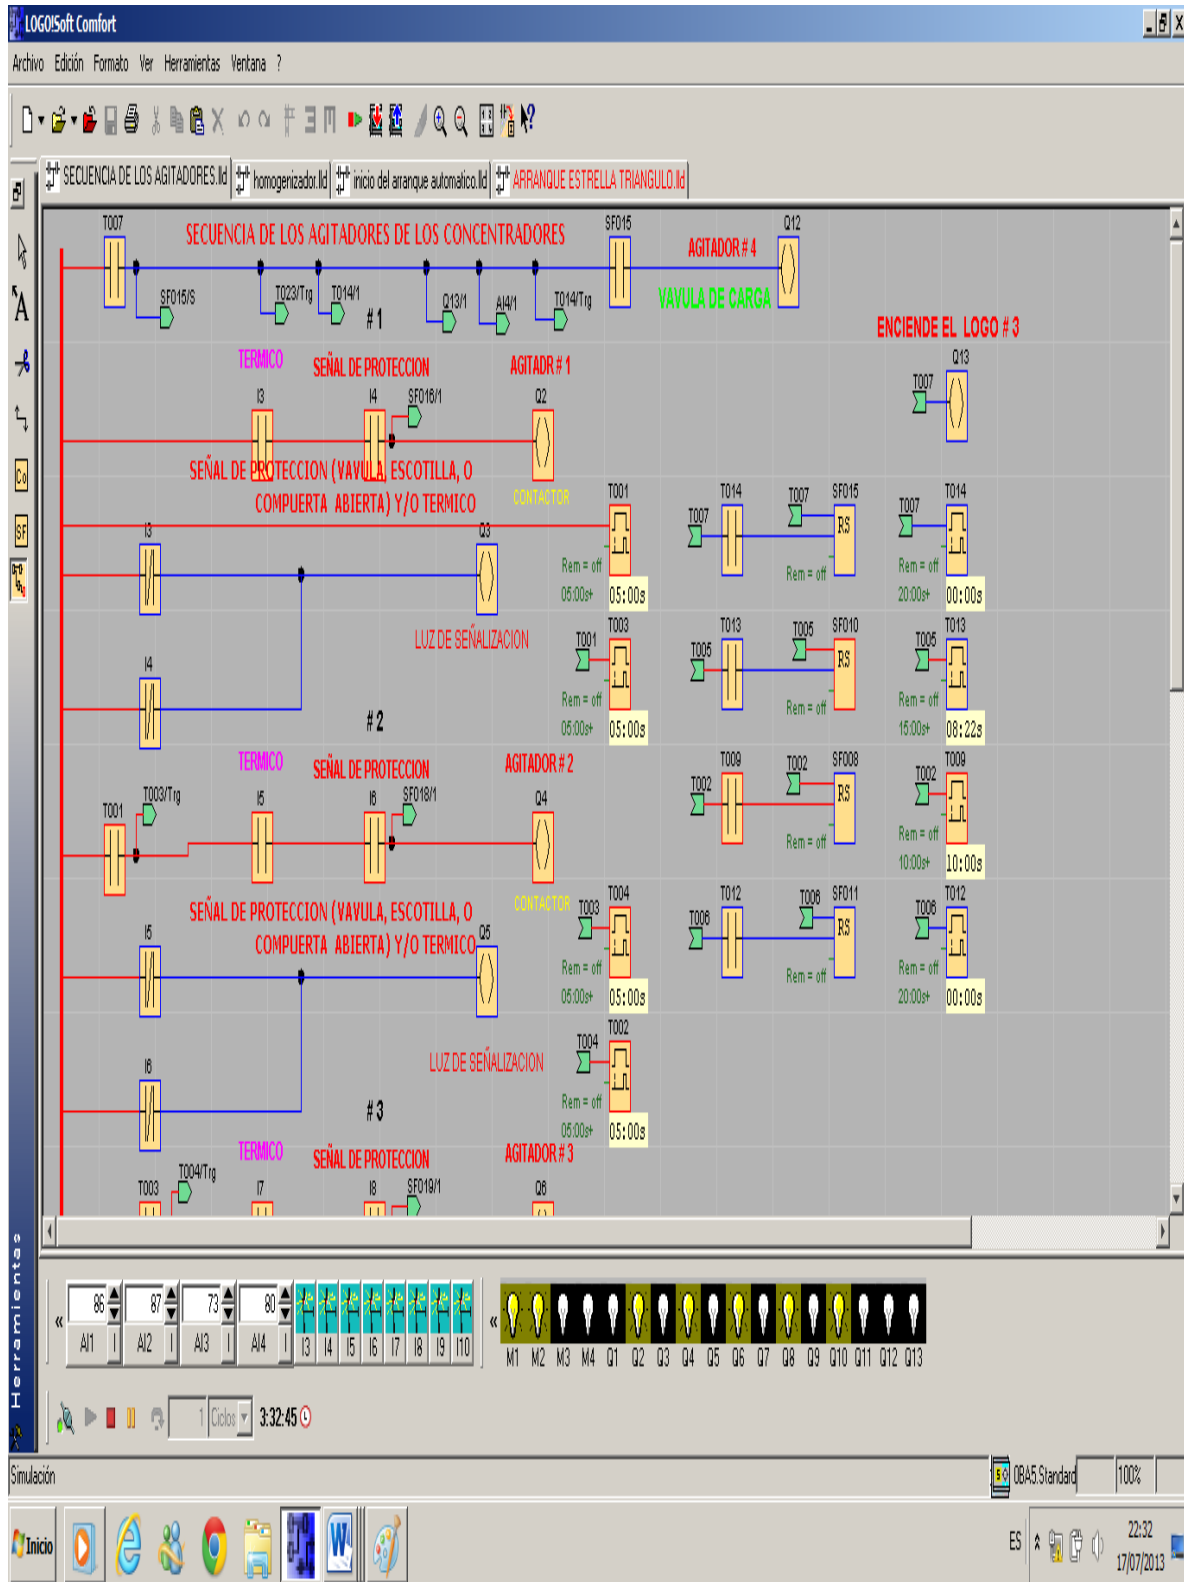 LOGO!Soft Comfort
Archivo Edición Formato Ver Herramientas Ventana ?
SECUENCIA DE LOS AGITADORES.lld homogenizador.lld inicio del arranque automatico.lld ARRANQUE ESTRELLA TRIANGULO.lld
T007 SECUENCIA DE LOS AGITADORES DE LOS CONCENTRADORES SF015 AGITADOR # 4 Q12
SF015/S T023/Trg T014/1 Q13/1 AI4/1 T014/Trg VAVULA DE CARGA
# 1 ENCIENDE EL LOGO # 3
TERMICO SEÑAL DE PROTECCION AGITADR # 1 Q13
I3 I4 SF016/1 Q2 T007
SEÑAL DE PROTECCION (VAVULA, ESCOTILLA, O
COMPUERTA ABIERTA) Y/O TERMICO
CONTACTOR T001 T014 T007 SF015 T007 T014
I3 Q3 T007 RS
Rem = off Rem = off Rem = off
05:00s+ 05:00s 20:00s+ 00:00s
LUZ DE SEÑALIZACION T001 T003 T013 T005 SF010 T005 T013
I4 T005 RS
Rem = off Rem = off Rem = off
# 2 05:00s+ 05:00s 15:00s+ 08:22s
TERMICO SEÑAL DE PROTECCION AGITADOR # 2 T009 T002 SF008 T002 T009
T001 T003/Trg I5 I6 SF018/1 Q4 T002 RS
Rem = off Rem = off
10:00s+ 10:00s
SEÑAL DE PROTECCION (VAVULA, ESCOTILLA, O
COMPUERTA ABIERTA) Y/O TERMICO
CONTACTOR T003 T004 T012 T006 SF011 T006 T012
I5 Q5 T006 RS
Rem = off Rem = off Rem = off
05:00s+ 05:00s 20:00s+ 00:00s
LUZ DE SEÑALIZACION T004 T002
I6
Rem = off
# 3 05:00s+ 05:00s
TERMICO SEÑAL DE PROTECCION AGITADOR # 3
T003 T004/Trg I7 I8 SF019/1 Q6
Co
SF
Herramientas
« 86 87 73 80 «
AI1 I AI2 I AI3 I AI4 I I3 I4 I5 I6 I7 I8 I9 I10 M1 M2 M3 M4 Q1 Q2 Q3 Q4 Q5 Q6 Q7 Q8 Q9 Q10 Q11 Q12 Q13
1 Ciclos 3:32:45
Simulación 0BA5.Standard 100%
Inicio ES 22:32
17/07/2013